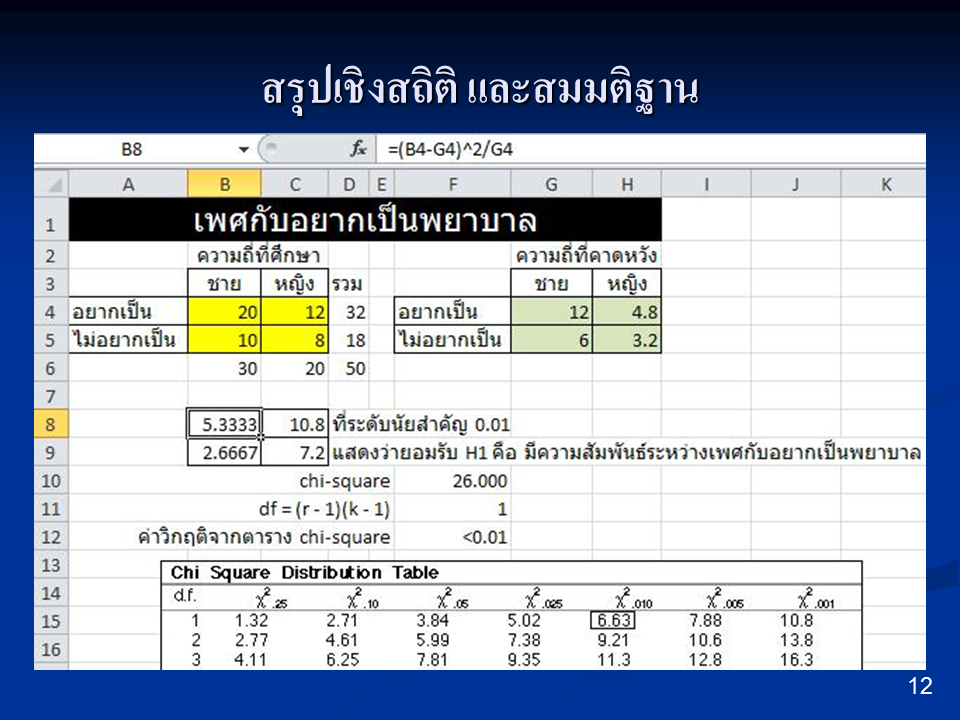 สรุปเชิงสถิติ และสมมติฐาน
B8 fx =(B4-G4)^2/G4
A B C D E F G H I J K
1 เพศกับอยากเป็นพยาบาล
2 ความถี่ที่ศึกษา ความถี่ที่คาดหวัง
3 ชาย หญิง รวม ชาย หญิง
4 อยากเป็น 20 12 32 อยากเป็น 12 4.8
5 ไม่อยากเป็น 10 8 18 ไม่อยากเป็น 6 3.2
6 30 20 50
7
8 5.3333 10.8 ที่ระดับนัยสำคัญ 0.01
9 2.6667 7.2 แสดงว่ายอมรับ H1 คือ มีความสัมพันธ์ระหว่างเพศกับอยากเป็นพยาบาล
10 chi-square 26.000
11 df = (r - 1)(k - 1) 1
12 ค่าวิกฤติจากตาราง chi-square <0.01
13 Chi Square Distribution Table
14 d.f. χ².25 χ².10 χ².05 χ².025 χ².010 χ².005 χ².001
15 1 1.32 2.71 3.84 5.02 6.63 7.88 10.8
16 2 2.77 4.61 5.99 7.38 9.21 10.6 13.8
3 4.11 6.25 7.81 9.35 11.3 12.8 16.3
12